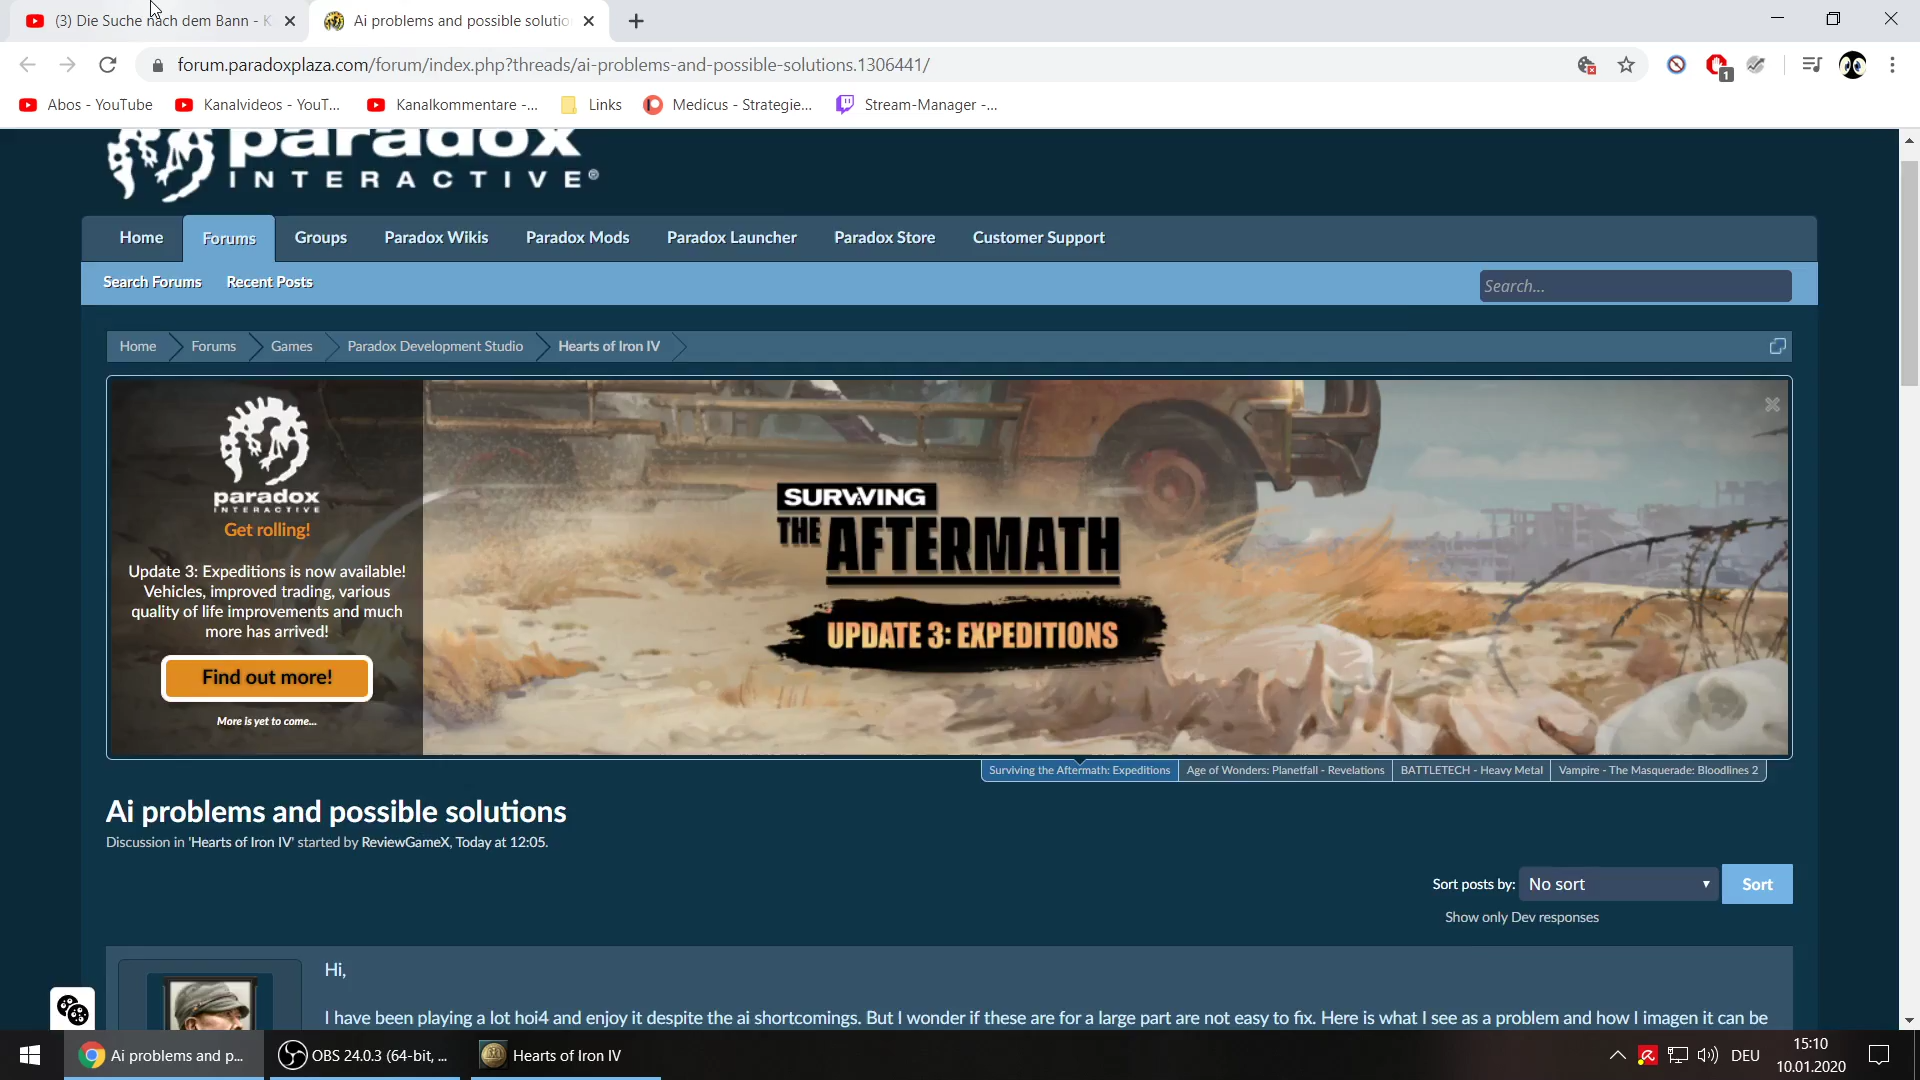 (3) Die Suche nach dem Bann - K
Ai problems and possible solutio
forum.paradoxplaza.com/forum/index.php?threads/ai-problems-and-possible-solutions.1306441/
1
Abos - YouTube
Kanalvideos - YouT...
Kanalkommentare -...
Links
Medicus - Strategie...
Stream-Manager -...
paradox
INTERACTIVE®
Home
Forums
Groups
Paradox Wikis
Paradox Mods
Paradox Launcher
Paradox Store
Customer Support
Search Forums
Recent Posts
Search...
Home
Forums
Games
Paradox Development Studio
Hearts of Iron IV
paradox
INTERACTIVE
Get rolling!
Update 3: Expeditions is now available!
Vehicles, improved trading, various
quality of life improvements and much
more has arrived!
Find out more!
More is yet to come...
SURVIVING
THE AFTERMATH
UPDATE 3: EXPEDITIONS
Surviving the Aftermath: Expeditions
Age of Wonders: Planetfall - Revelations
BATTLETECH - Heavy Metal
Vampire - The Masquerade: Bloodlines 2
Ai problems and possible solutions
Discussion in 'Hearts of Iron IV' started by ReviewGameX, Today at 12:05.
Sort posts by:
No sort
Sort
Show only Dev responses
Hi,
I have been playing a lot hoi4 and enjoy it despite the ai shortcomings. But I wonder if these are for a large part are not easy to fix. Here is what I see as a problem and how I imagen it can be
Ai problems and p...
OBS 24.0.3 (64-bit, ...
Hearts of Iron IV
DEU
15:10
10.01.2020